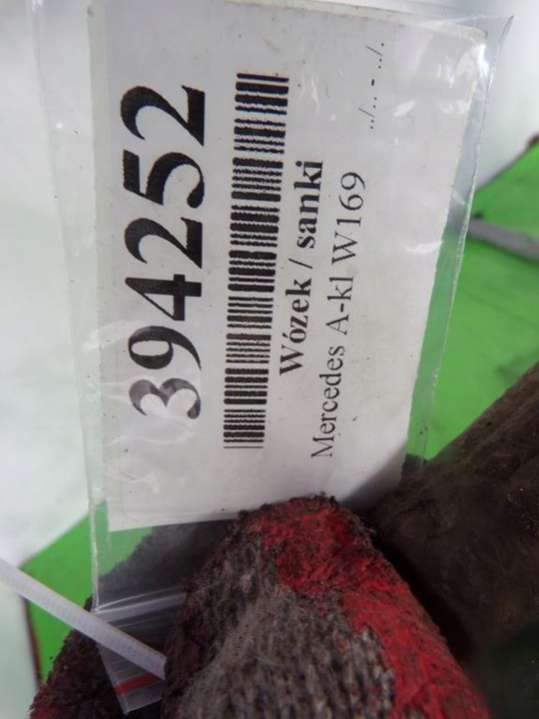 394252
Wózek / sanki
Mercedes A-kl W169
../.. - ../.